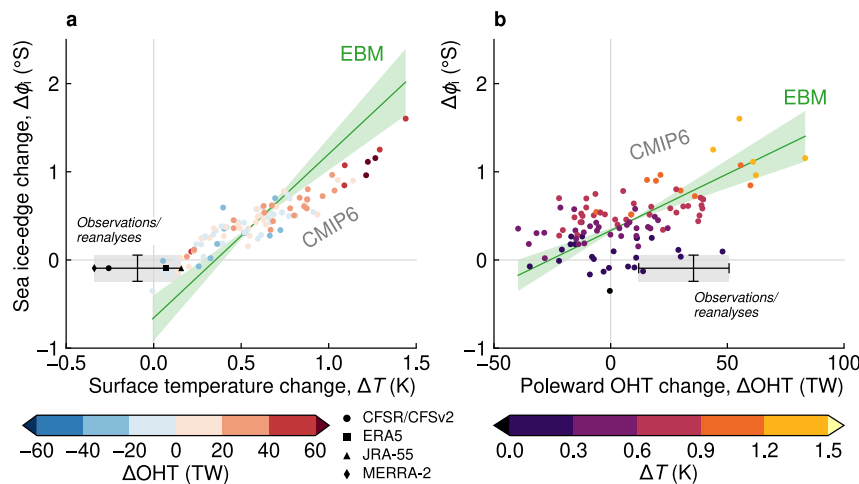 a
b
Sea ice-edge change, Δϕi (°S)
2
1
0
−1
EBM
CMIP6
Observations/
reanalyses
−0.5
0.0
0.5
1.0
1.5
Surface temperature change, ΔT (K)
Δϕi (°S)
2
1
0
−1
EBM
CMIP6
Observations/
reanalyses
−50
0
50
100
Poleward OHT change, ΔOHT (TW)
−60 −40 −20 0 20 40 60
ΔOHT (TW)
CFSR/CFSv2
ERA5
JRA-55
MERRA-2
0.0 0.3 0.6 0.9 1.2 1.5
ΔT (K)